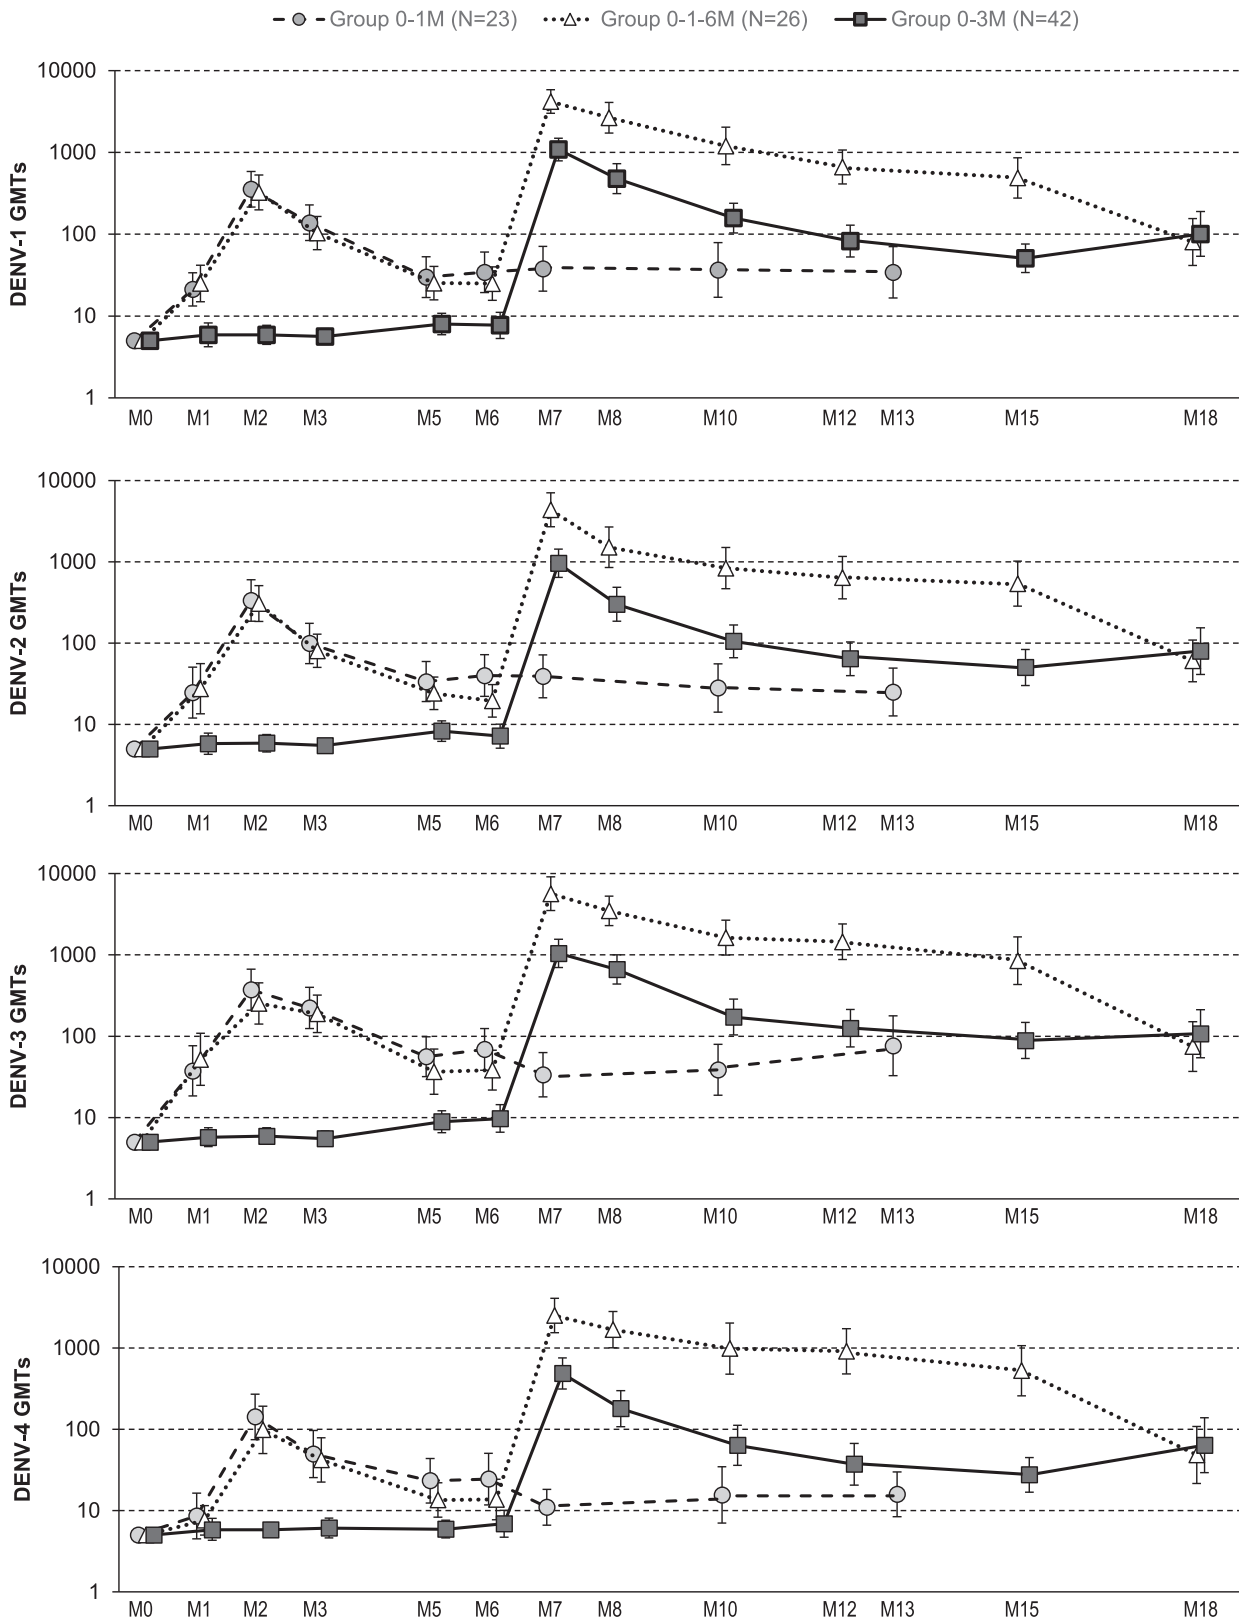 Group 0-1M (N=23) Group 0-1-6M (N=26) Group 0-3M (N=42)
DENV-1 GMTs
10000
1000
100
10
1
M0 M1 M2 M3 M5 M6 M7 M8 M10 M12 M13 M15 M18
DENV-2 GMTs
10000
1000
100
10
1
M0 M1 M2 M3 M5 M6 M7 M8 M10 M12 M13 M15 M18
DENV-3 GMTs
10000
1000
100
10
1
M0 M1 M2 M3 M5 M6 M7 M8 M10 M12 M13 M15 M18
DENV-4 GMTs
10000
1000
100
10
1
M0 M1 M2 M3 M5 M6 M7 M8 M10 M12 M13 M15 M18